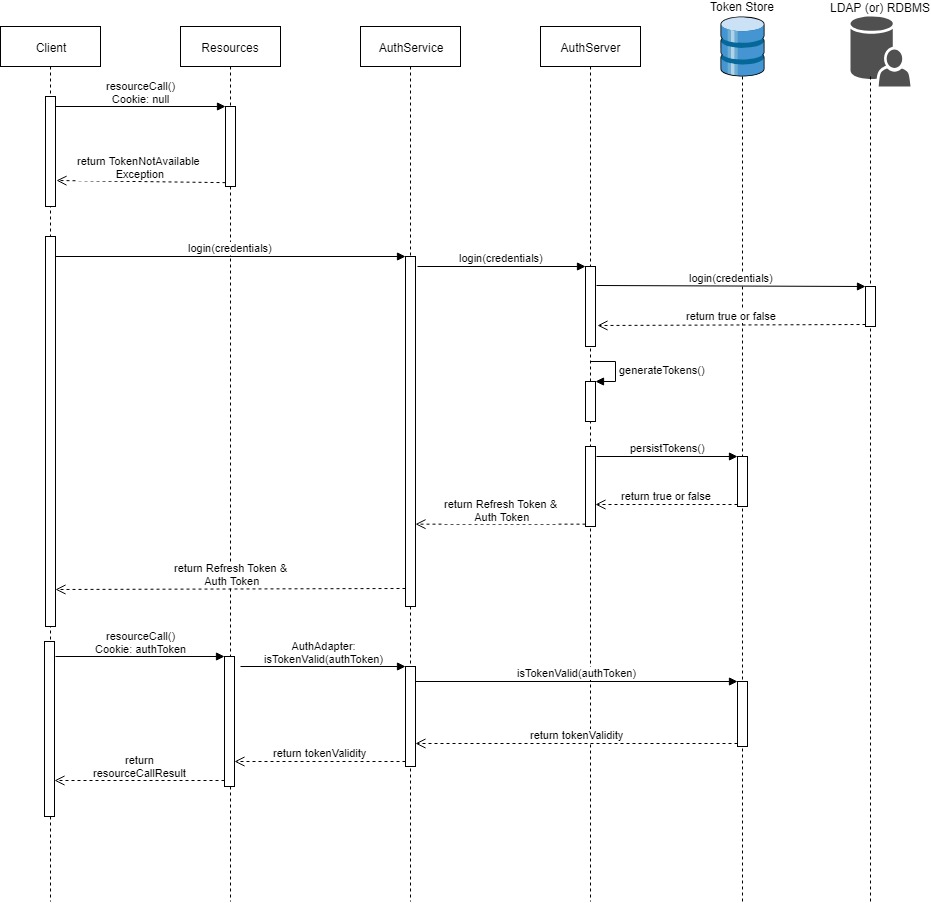 Token Store
LDAP (or) RDBMS
Client
Resources
AuthService
AuthServer
resourceCall()
Cookie: null
return TokenNotAvailable
Exception
login(credentials)
login(credentials)
login(credentials)
return true or false
generateTokens()
persistTokens()
return true or false
return Refresh Token &
Auth Token
return Refresh Token &
Auth Token
resourceCall()
Cookie: authToken
AuthAdapter:
isTokenValid(authToken)
isTokenValid(authToken)
return tokenValidity
return tokenValidity
return
resourceCallResult